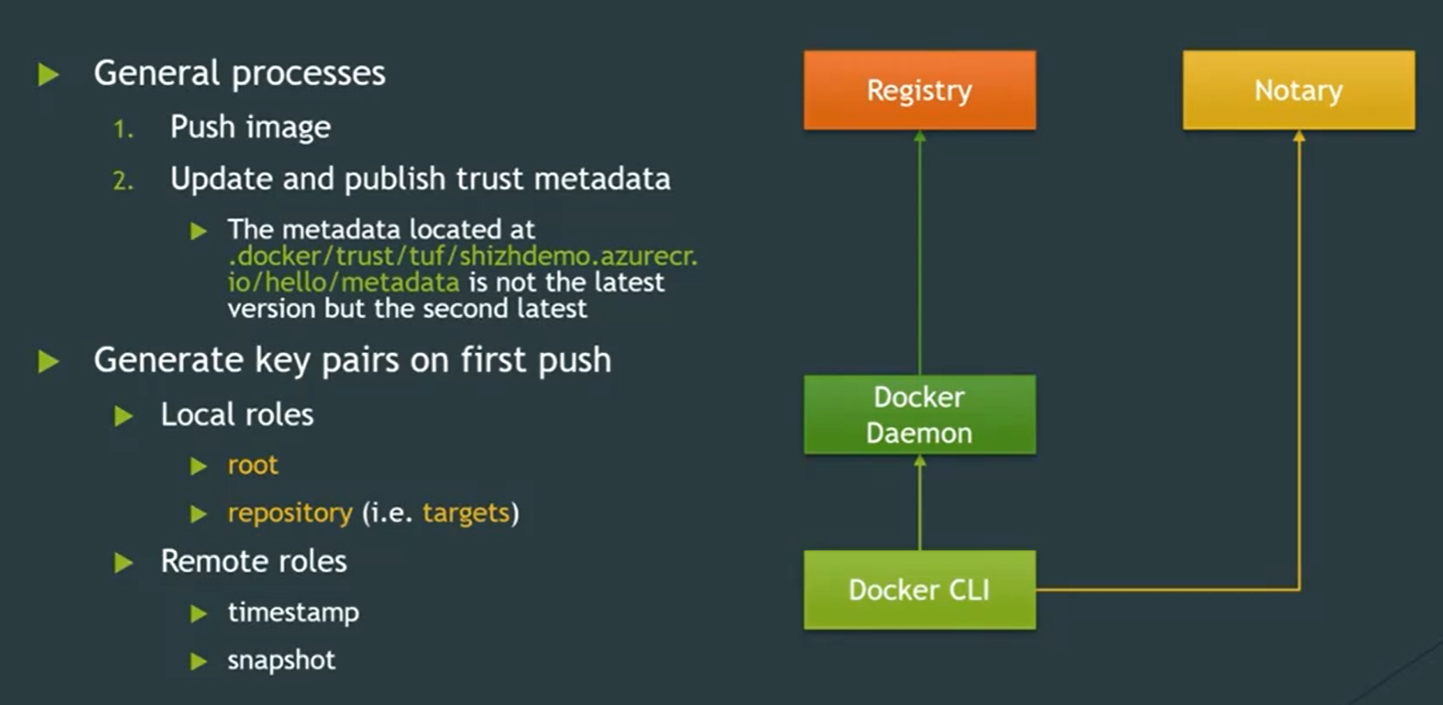 General processes
1. Push image
2. Update and publish trust metadata
The metadata located at
.docker/trust/tuf/shizhdemo.azurecr.
io/hello/metadata is not the latest
version but the second latest
Generate key pairs on first push
Local roles
root
repository (i.e. targets)
Remote roles
timestamp
snapshot
Registry
Notary
Docker
Daemon
Docker CLI